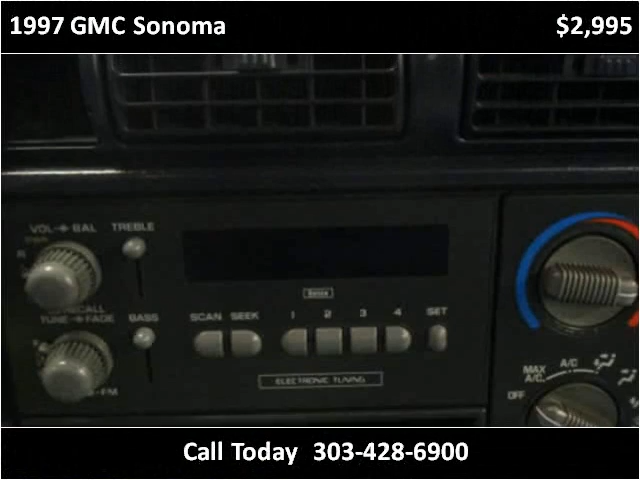 1997 GMC Sonoma $2,995
VOL BAL TREBLE
RECALL
TUNE FADE BASS
SCAN SEEK 1 2 3 4 SET
ELECTRONIC TUNING
FM
MAX A/C
A/C.
OFF
Call Today 303-428-6900